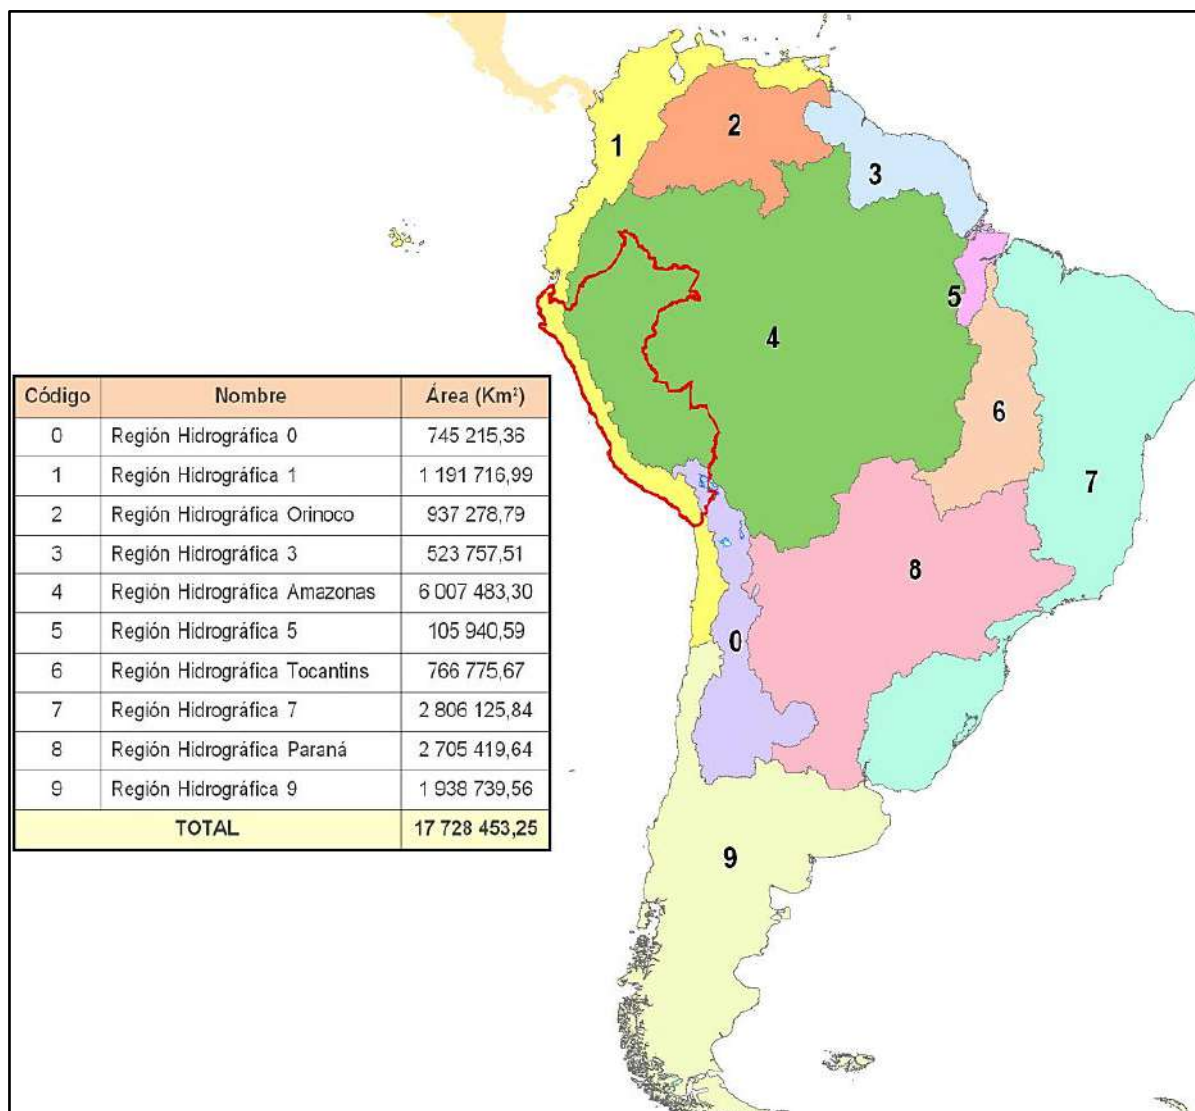 Código Nombre Área (Km²)
0 Región Hidrográfica 0 745 215,36
1 Región Hidrográfica 1 1 191 716,99
2 Región Hidrográfica Orinoco 937 278,79
3 Región Hidrográfica 3 523 757,51
4 Región Hidrográfica Amazonas 6 007 483,30
5 Región Hidrográfica 5 105 940,59
6 Región Hidrográfica Tocantins 766 775,67
7 Región Hidrográfica 7 2 806 125,84
8 Región Hidrográfica Paraná 2 705 419,64
9 Región Hidrográfica 9 1 938 739,56
TOTAL 17 728 453,25
1
2
3
4
5
6
7
8
0
9